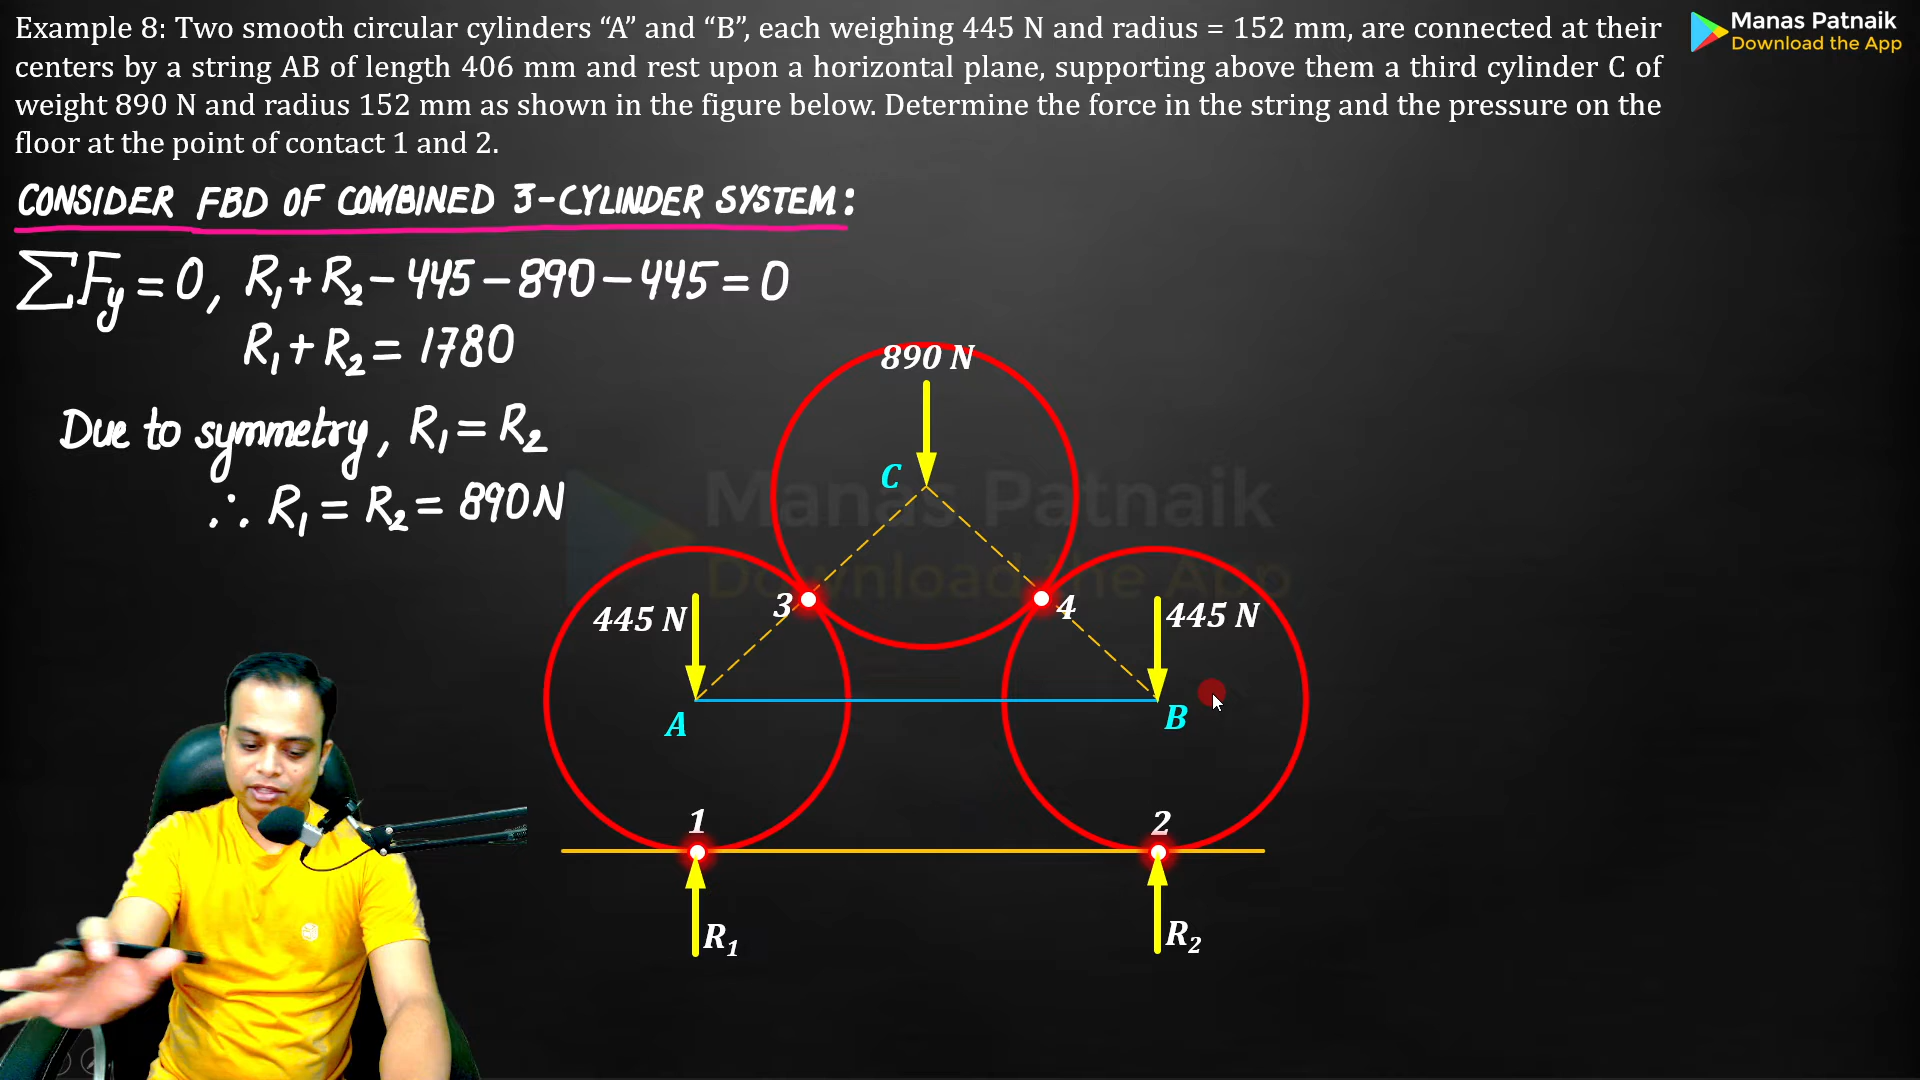 Example 8: Two smooth circular cylinders “A” and “B”, each weighing 445 N and radius = 152 mm, are connected at their
centers by a string AB of length 406 mm and rest upon a horizontal plane, supporting above them a third cylinder C of
weight 890 N and radius 152 mm as shown in the figure below. Determine the force in the string and the pressure on the
floor at the point of contact 1 and 2.
Manas Patnaik
Download the App
CONSIDER FBD OF COMBINED 3-CYLINDER SYSTEM:
∑Fy = 0, R₁ + R₂ − 445 − 890 − 445 = 0
R₁ + R₂ = 1780
Due to symmetry, R₁ = R₂
∴ R₁ = R₂ = 890 N
890 N
C
Manas Patnaik
Download the App
445 N
3
4
445 N
A
B
1
2
R₁
R₂